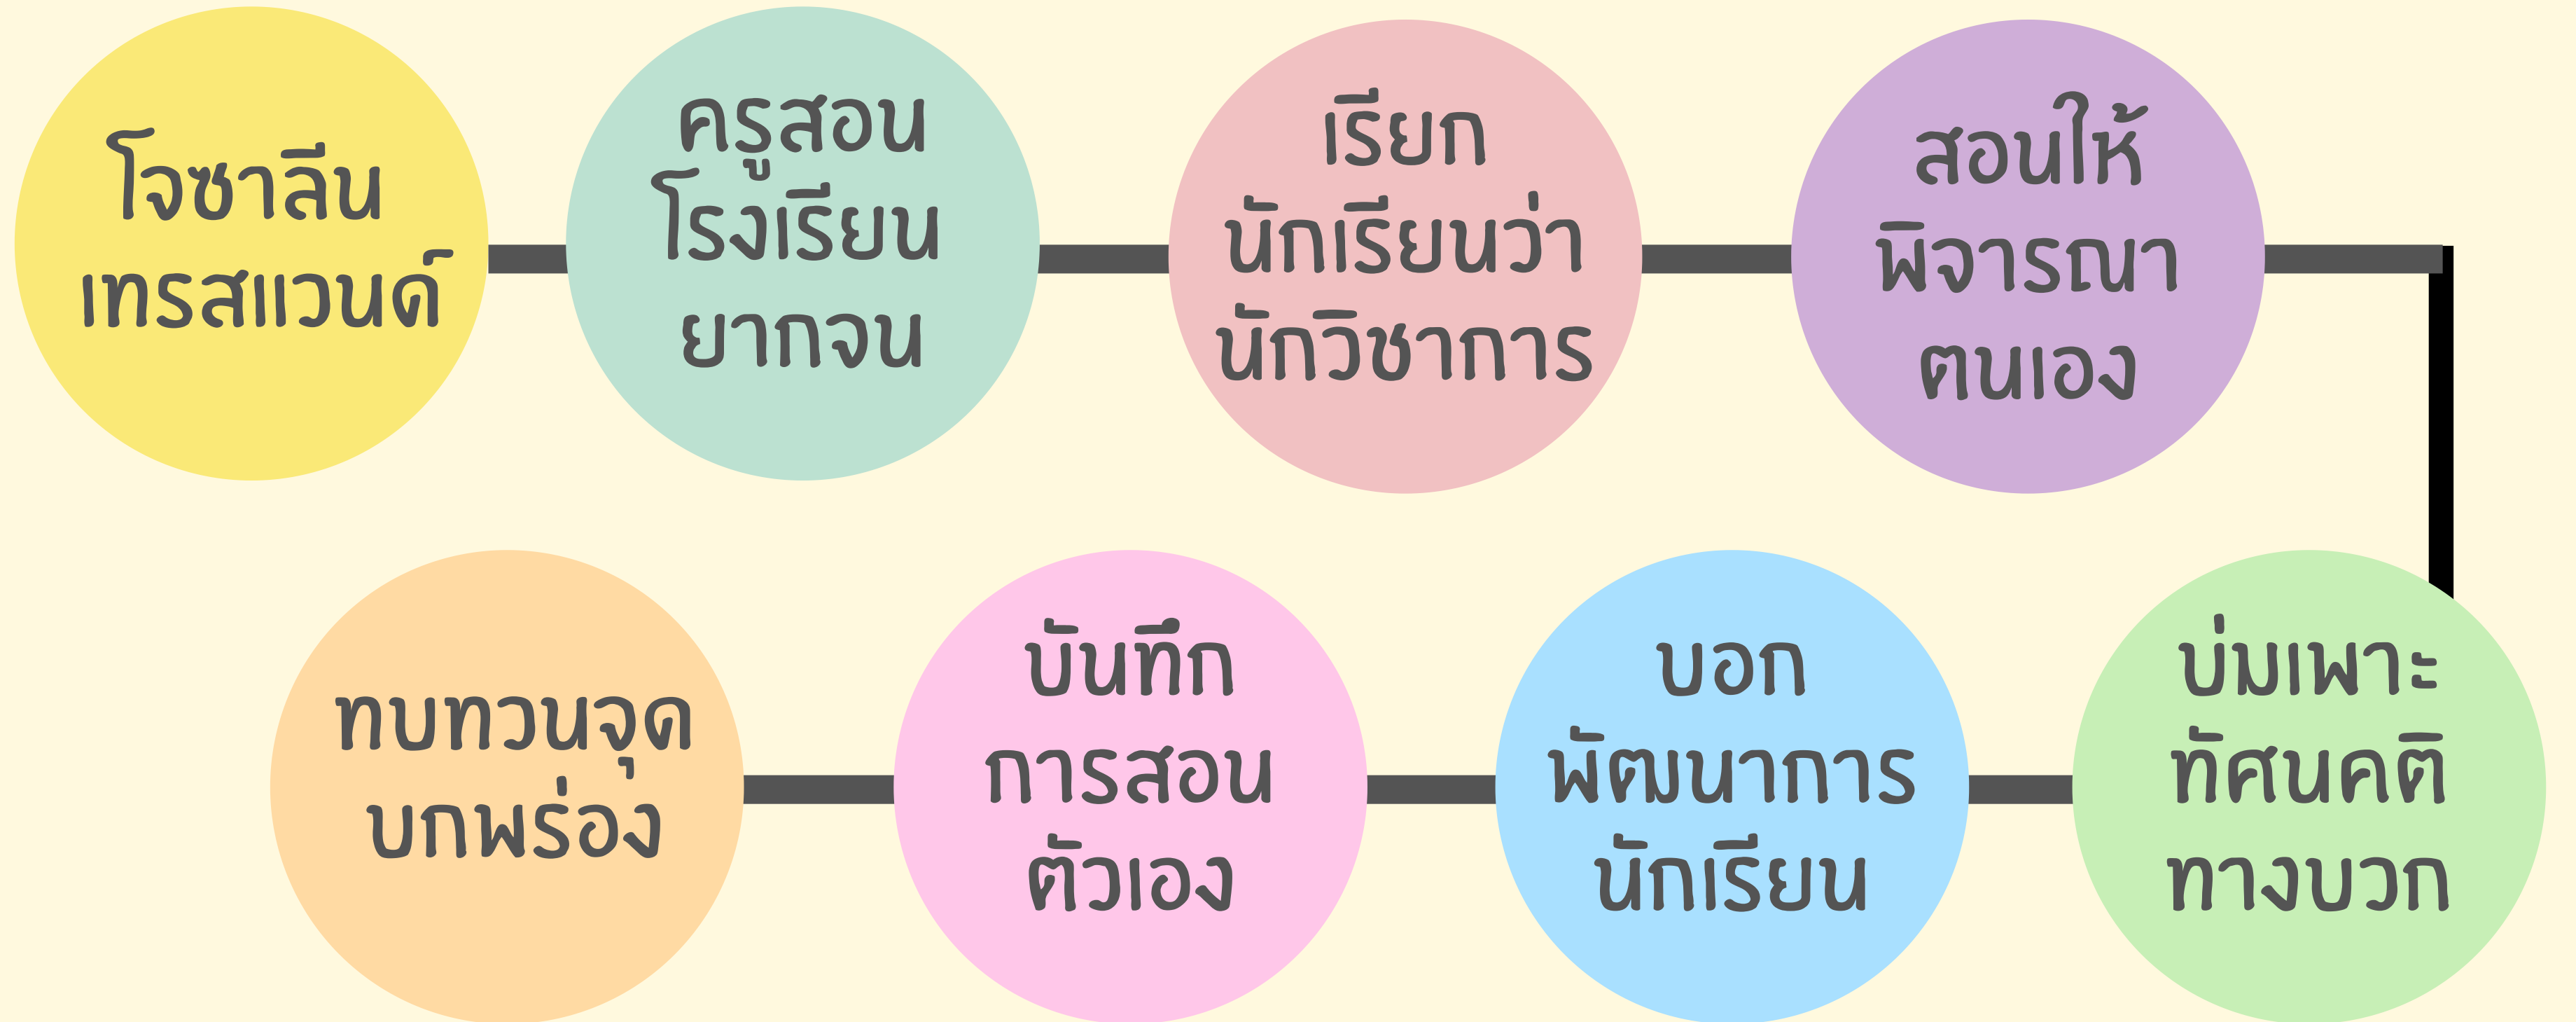 โจซาลีน
เทรสแวนด์
ครูสอน
โรงเรียน
ยากจน
เรียก
นักเรียนว่า
นักวิชาการ
สอนให้
พิจารณา
ตนเอง
บ่มเพาะ
ทัศนคติ
ทางบวก
บอก
พัฒนาการ
นักเรียน
บันทึก
การสอน
ตัวเอง
ทบทวนจุด
บกพร่อง